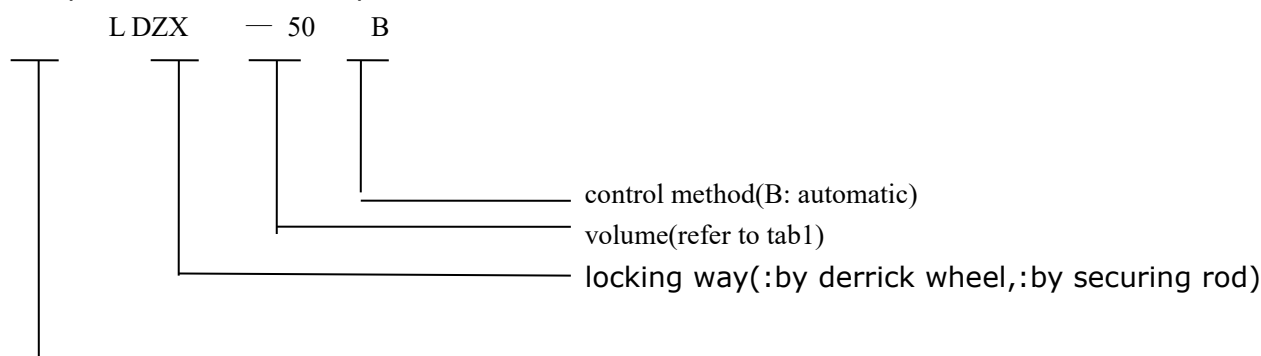 L DZX — 50 B
control method(B: automatic)
volume(refer to tab1)
locking way(:by derrick wheel,:by securing rod)